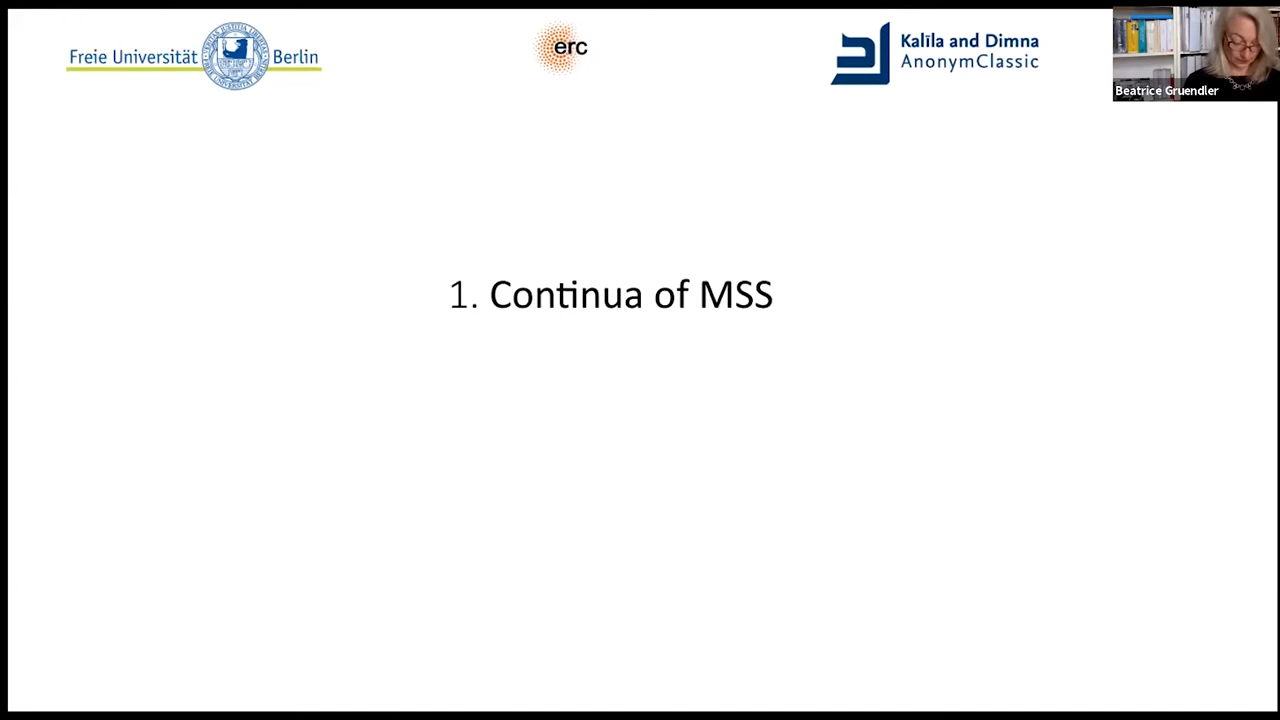 Freie Universität Berlin
erc
Kalīla and Dimna
AnonymClassic
Beatrice Gruendler
1. Continua of MSS